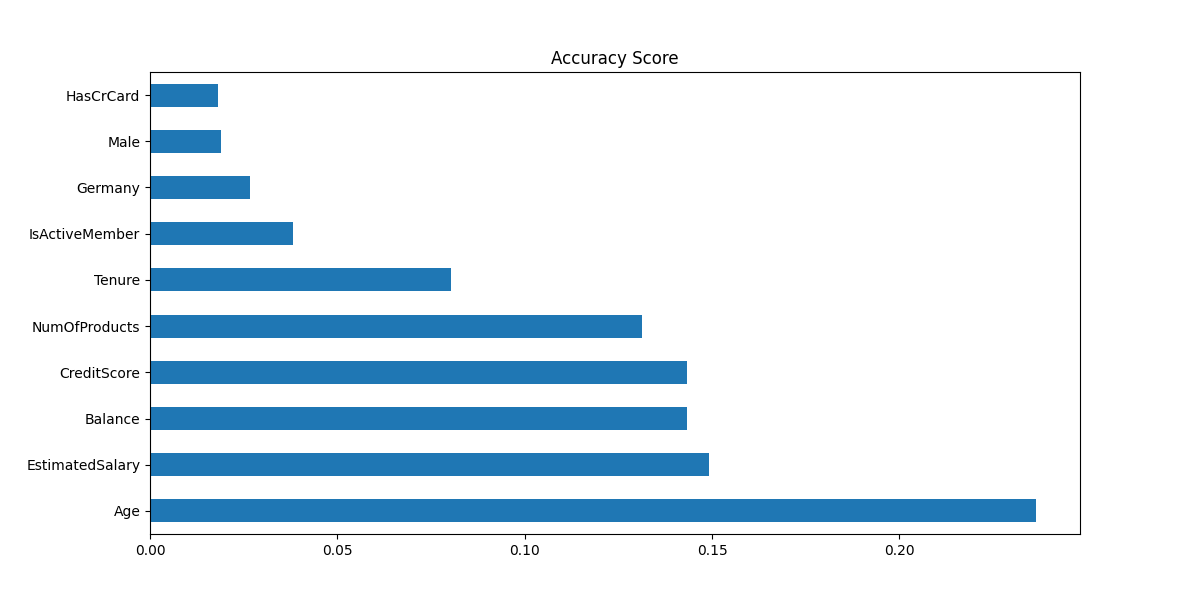 Accuracy Score
HasCrCard
Male
Germany
IsActiveMember
Tenure
NumOfProducts
CreditScore
Balance
EstimatedSalary
Age
0.00 0.05 0.10 0.15 0.20